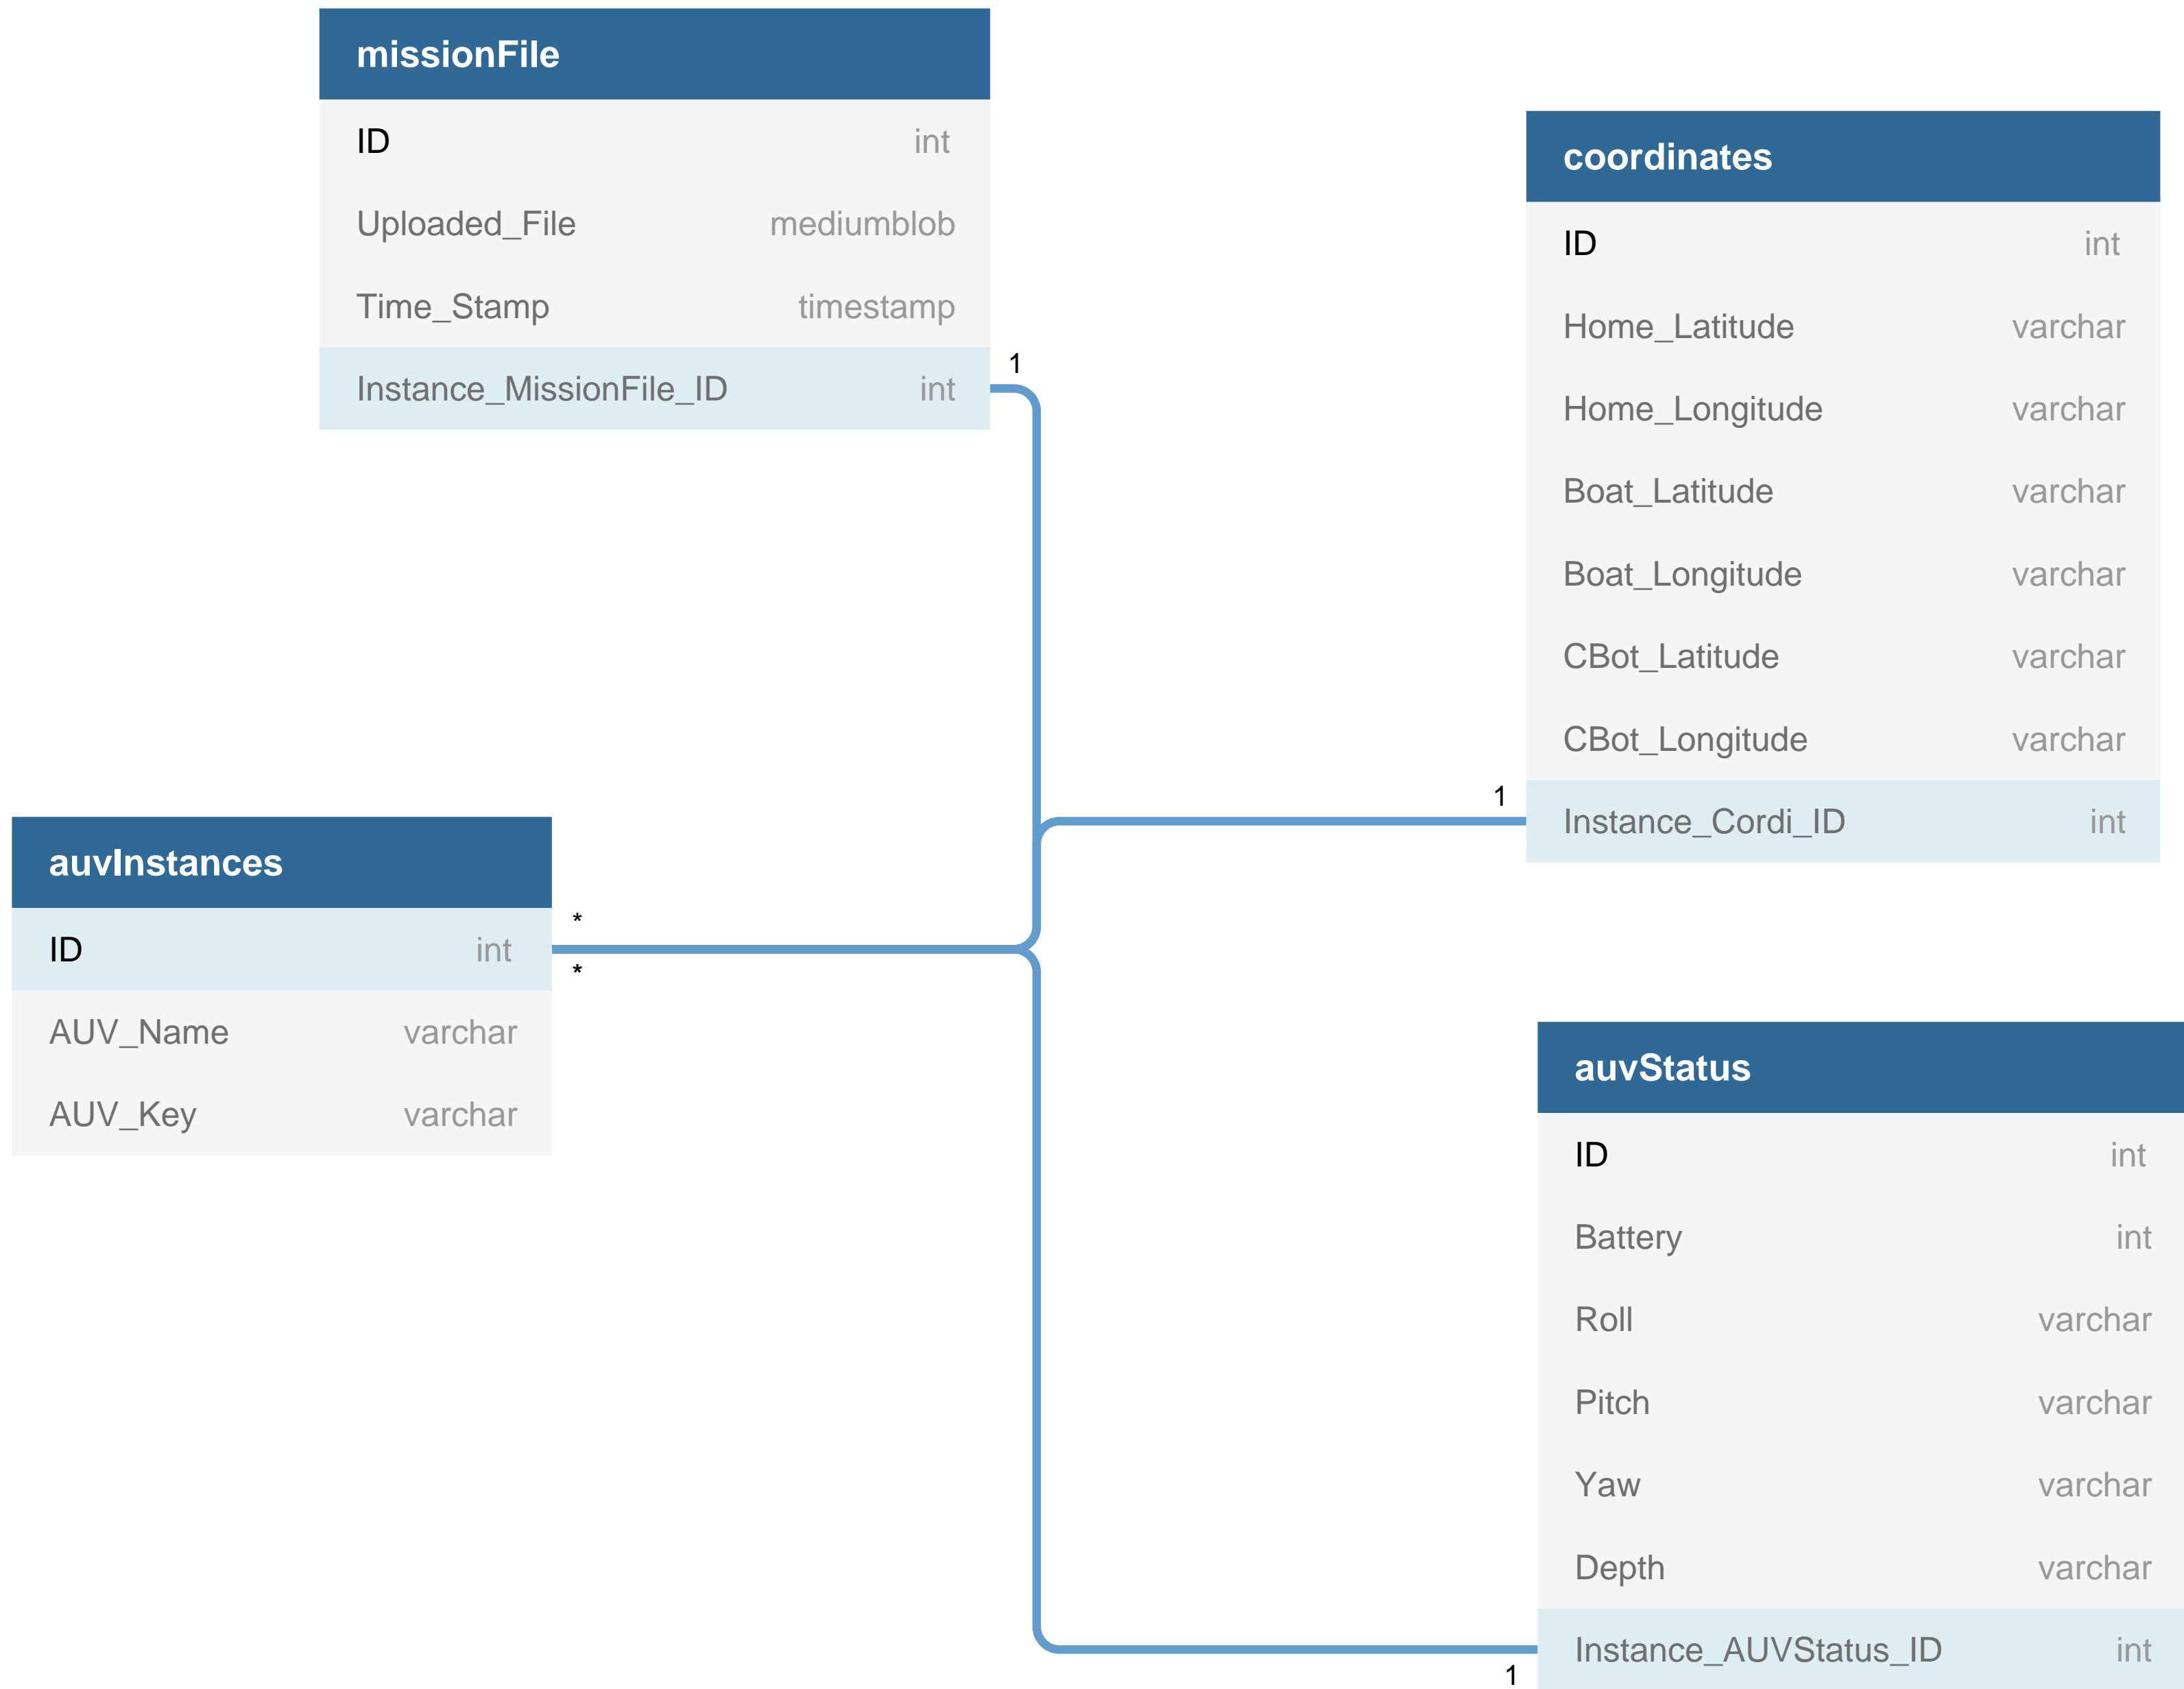 missionFile
ID int
Uploaded_File mediumblob
Time_Stamp timestamp
Instance_MissionFile_ID int
1
coordinates
ID int
Home_Latitude varchar
Home_Longitude varchar
Boat_Latitude varchar
Boat_Longitude varchar
CBot_Latitude varchar
CBot_Longitude varchar
1
Instance_Cordi_ID int
auvInstances
*
ID int
*
AUV_Name varchar
AUV_Key varchar
auvStatus
ID int
Battery int
Roll varchar
Pitch varchar
Yaw varchar
Depth varchar
Instance_AUVStatus_ID int
1